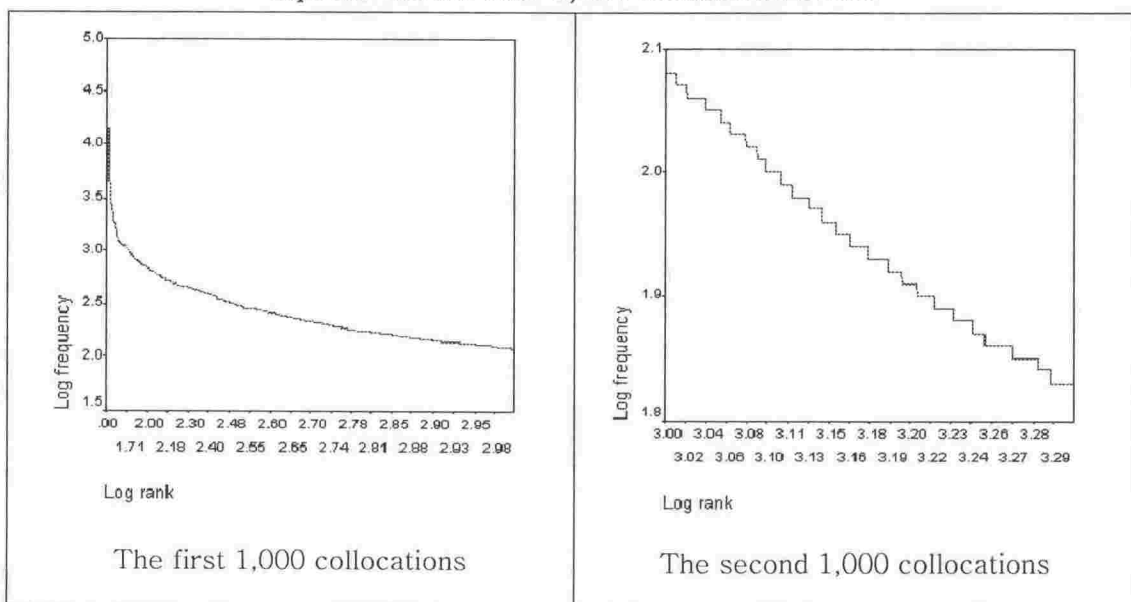 5.0
4.5
4.0
3.5
3.0
2.5
2.0
1.5
Log frequency
.00 2.00 2.30 2.48 2.60 2.70 2.78 2.85 2.90 2.95
1.71 2.18 2.40 2.55 2.65 2.74 2.81 2.88 2.93 2.98
Log rank
The first 1,000 collocations
2.1
2.0
1.9
1.8
Log frequency
3.00 3.04 3.08 3.11 3.15 3.18 3.20 3.23 3.26 3.28
3.02 3.06 3.10 3.13 3.16 3.19 3.22 3.24 3.27 3.29
Log rank
The second 1,000 collocations